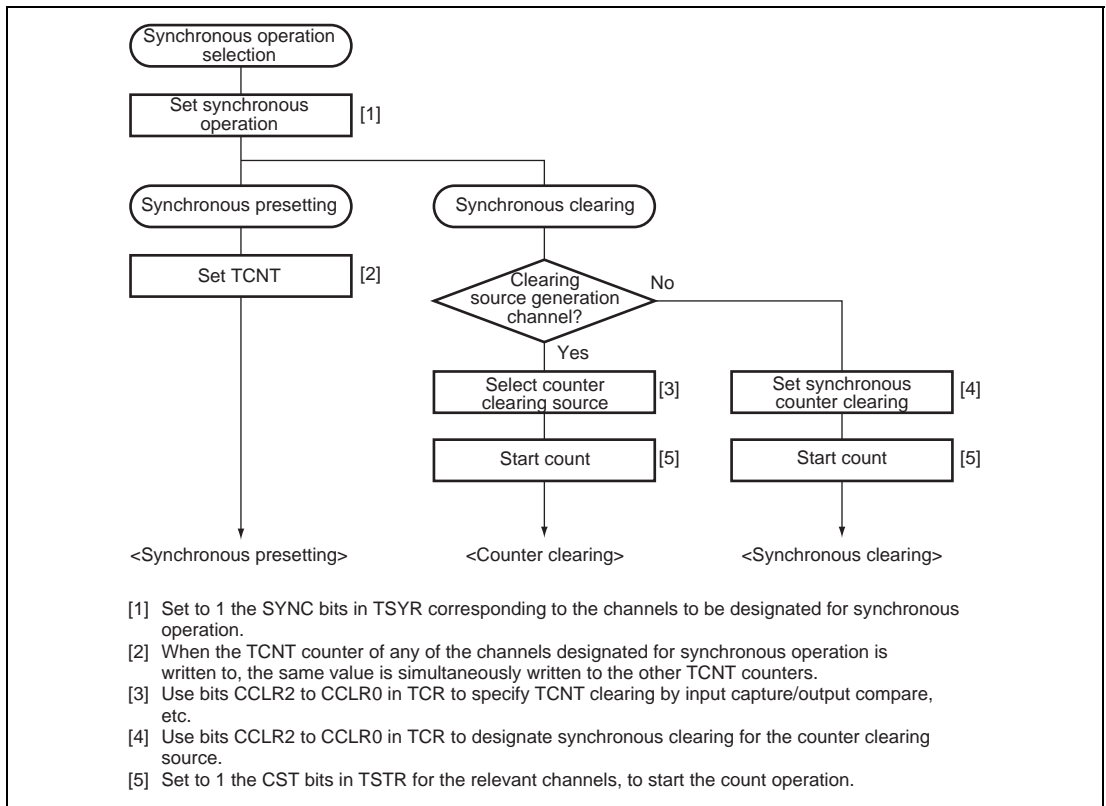 Synchronous operation
selection
Set synchronous
operation
[1]
Synchronous presetting
Synchronous clearing
Set TCNT
[2]
Clearing
source generation
channel?
No
Yes
Select counter
clearing source
[3]
Set synchronous
counter clearing
[4]
Start count
[5]
Start count
[5]
<Synchronous presetting>
<Counter clearing>
<Synchronous clearing>
[1] Set to 1 the SYNC bits in TSYR corresponding to the channels to be designated for synchronous
operation.
[2] When the TCNT counter of any of the channels designated for synchronous operation is
written to, the same value is simultaneously written to the other TCNT counters.
[3] Use bits CCLR2 to CCLR0 in TCR to specify TCNT clearing by input capture/output compare,
etc.
[4] Use bits CCLR2 to CCLR0 in TCR to designate synchronous clearing for the counter clearing
source.
[5] Set to 1 the CST bits in TSTR for the relevant channels, to start the count operation.